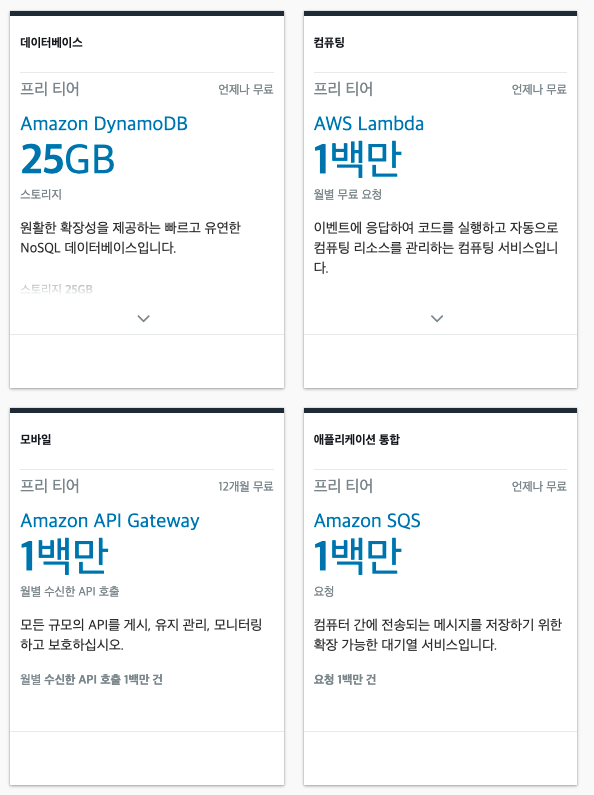 데이터베이스
프리 티어 언제나 무료
Amazon DynamoDB
25GB
스토리지
원활한 확장성을 제공하는 빠르고 유연한
NoSQL 데이터베이스입니다.
스토리지 25GB
컴퓨팅
프리 티어 언제나 무료
AWS Lambda
1백만
월별 무료 요청
이벤트에 응답하여 코드를 실행하고 자동으로
컴퓨팅 리소스를 관리하는 컴퓨팅 서비스입니
다.
모바일
프리 티어 12개월 무료
Amazon API Gateway
1백만
월별 수신한 API 호출
모든 규모의 API를 게시, 유지 관리, 모니터링
하고 보호하십시오.
월별 수신한 API 호출 1백만 건
애플리케이션 통합
프리 티어 언제나 무료
Amazon SQS
1백만
요청
컴퓨터 간에 전송되는 메시지를 저장하기 위한
확장 가능한 대기열 서비스입니다.
요청 1백만 건